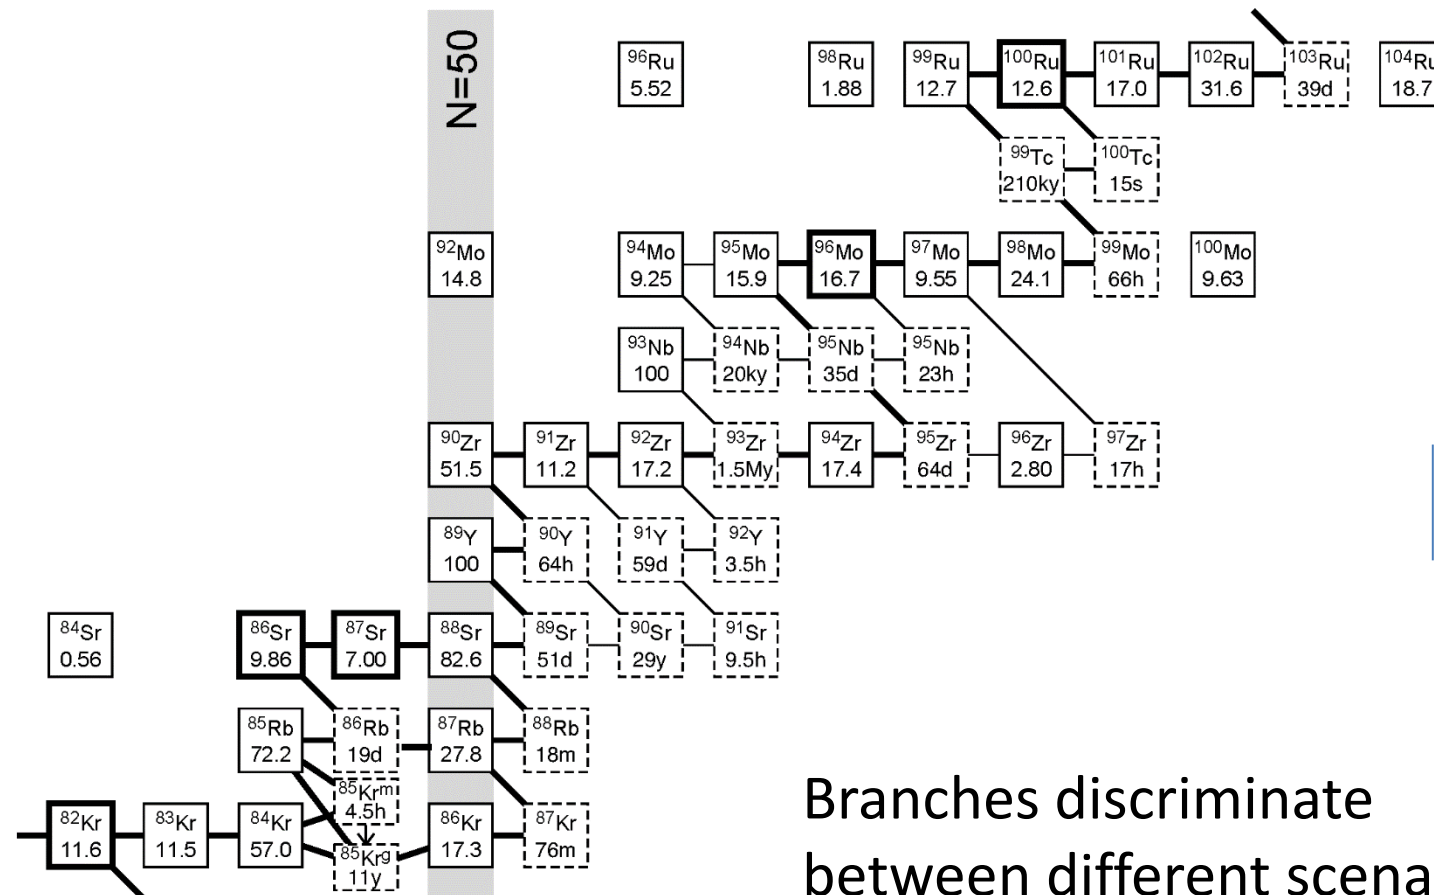 N=50
96Ru 98Ru 99Ru 100Ru 101Ru 102Ru 103Ru 104Ru
5.52 1.88 12.7 12.6 17.0 31.6 39d 18.7
99Tc 100Tc
210ky 15s
92Mo 94Mo 95Mo 96Mo 97Mo 98Mo 99Mo 100Mo
14.8 9.25 15.9 16.7 9.55 24.1 66h 9.63
93Nb 94Nb 95Nb 95Nb
100 20ky 35d 23h
90Zr 91Zr 92Zr 93Zr 94Zr 95Zr 96Zr 97Zr
51.5 11.2 17.2 1.5My 17.4 64d 2.80 17h
89Y 90Y 91Y 92Y
100 64h 59d 3.5h
84Sr 86Sr 87Sr 88Sr 89Sr 90Sr 91Sr
0.56 9.86 7.00 82.6 51d 29y 9.5h
85Rb 86Rb 87Rb 88Rb
72.2 19d 27.8 18m
85Krm
4.5h
82Kr 83Kr 84Kr 86Kr 87Kr
11.6 11.5 57.0 17.3 76m
85Krg
11y
Branches discriminate
between different scena